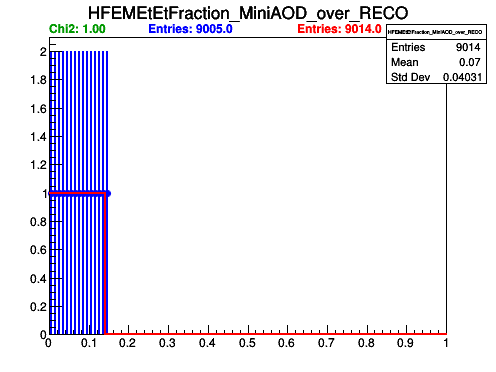 HFEMEtEtFraction_MiniAOD_over_RECO
Chi2: 1.00 Entries: 9005.0 Entries: 9014.0
HFEMEtEtFraction_MiniAOD_over_RECO
Entries 9014
Mean 0.07
Std Dev 0.04031
2
1.8
1.6
1.4
1.2
1
0.8
0.6
0.4
0.2
0
0 0.1 0.2 0.3 0.4 0.5 0.6 0.7 0.8 0.9 1